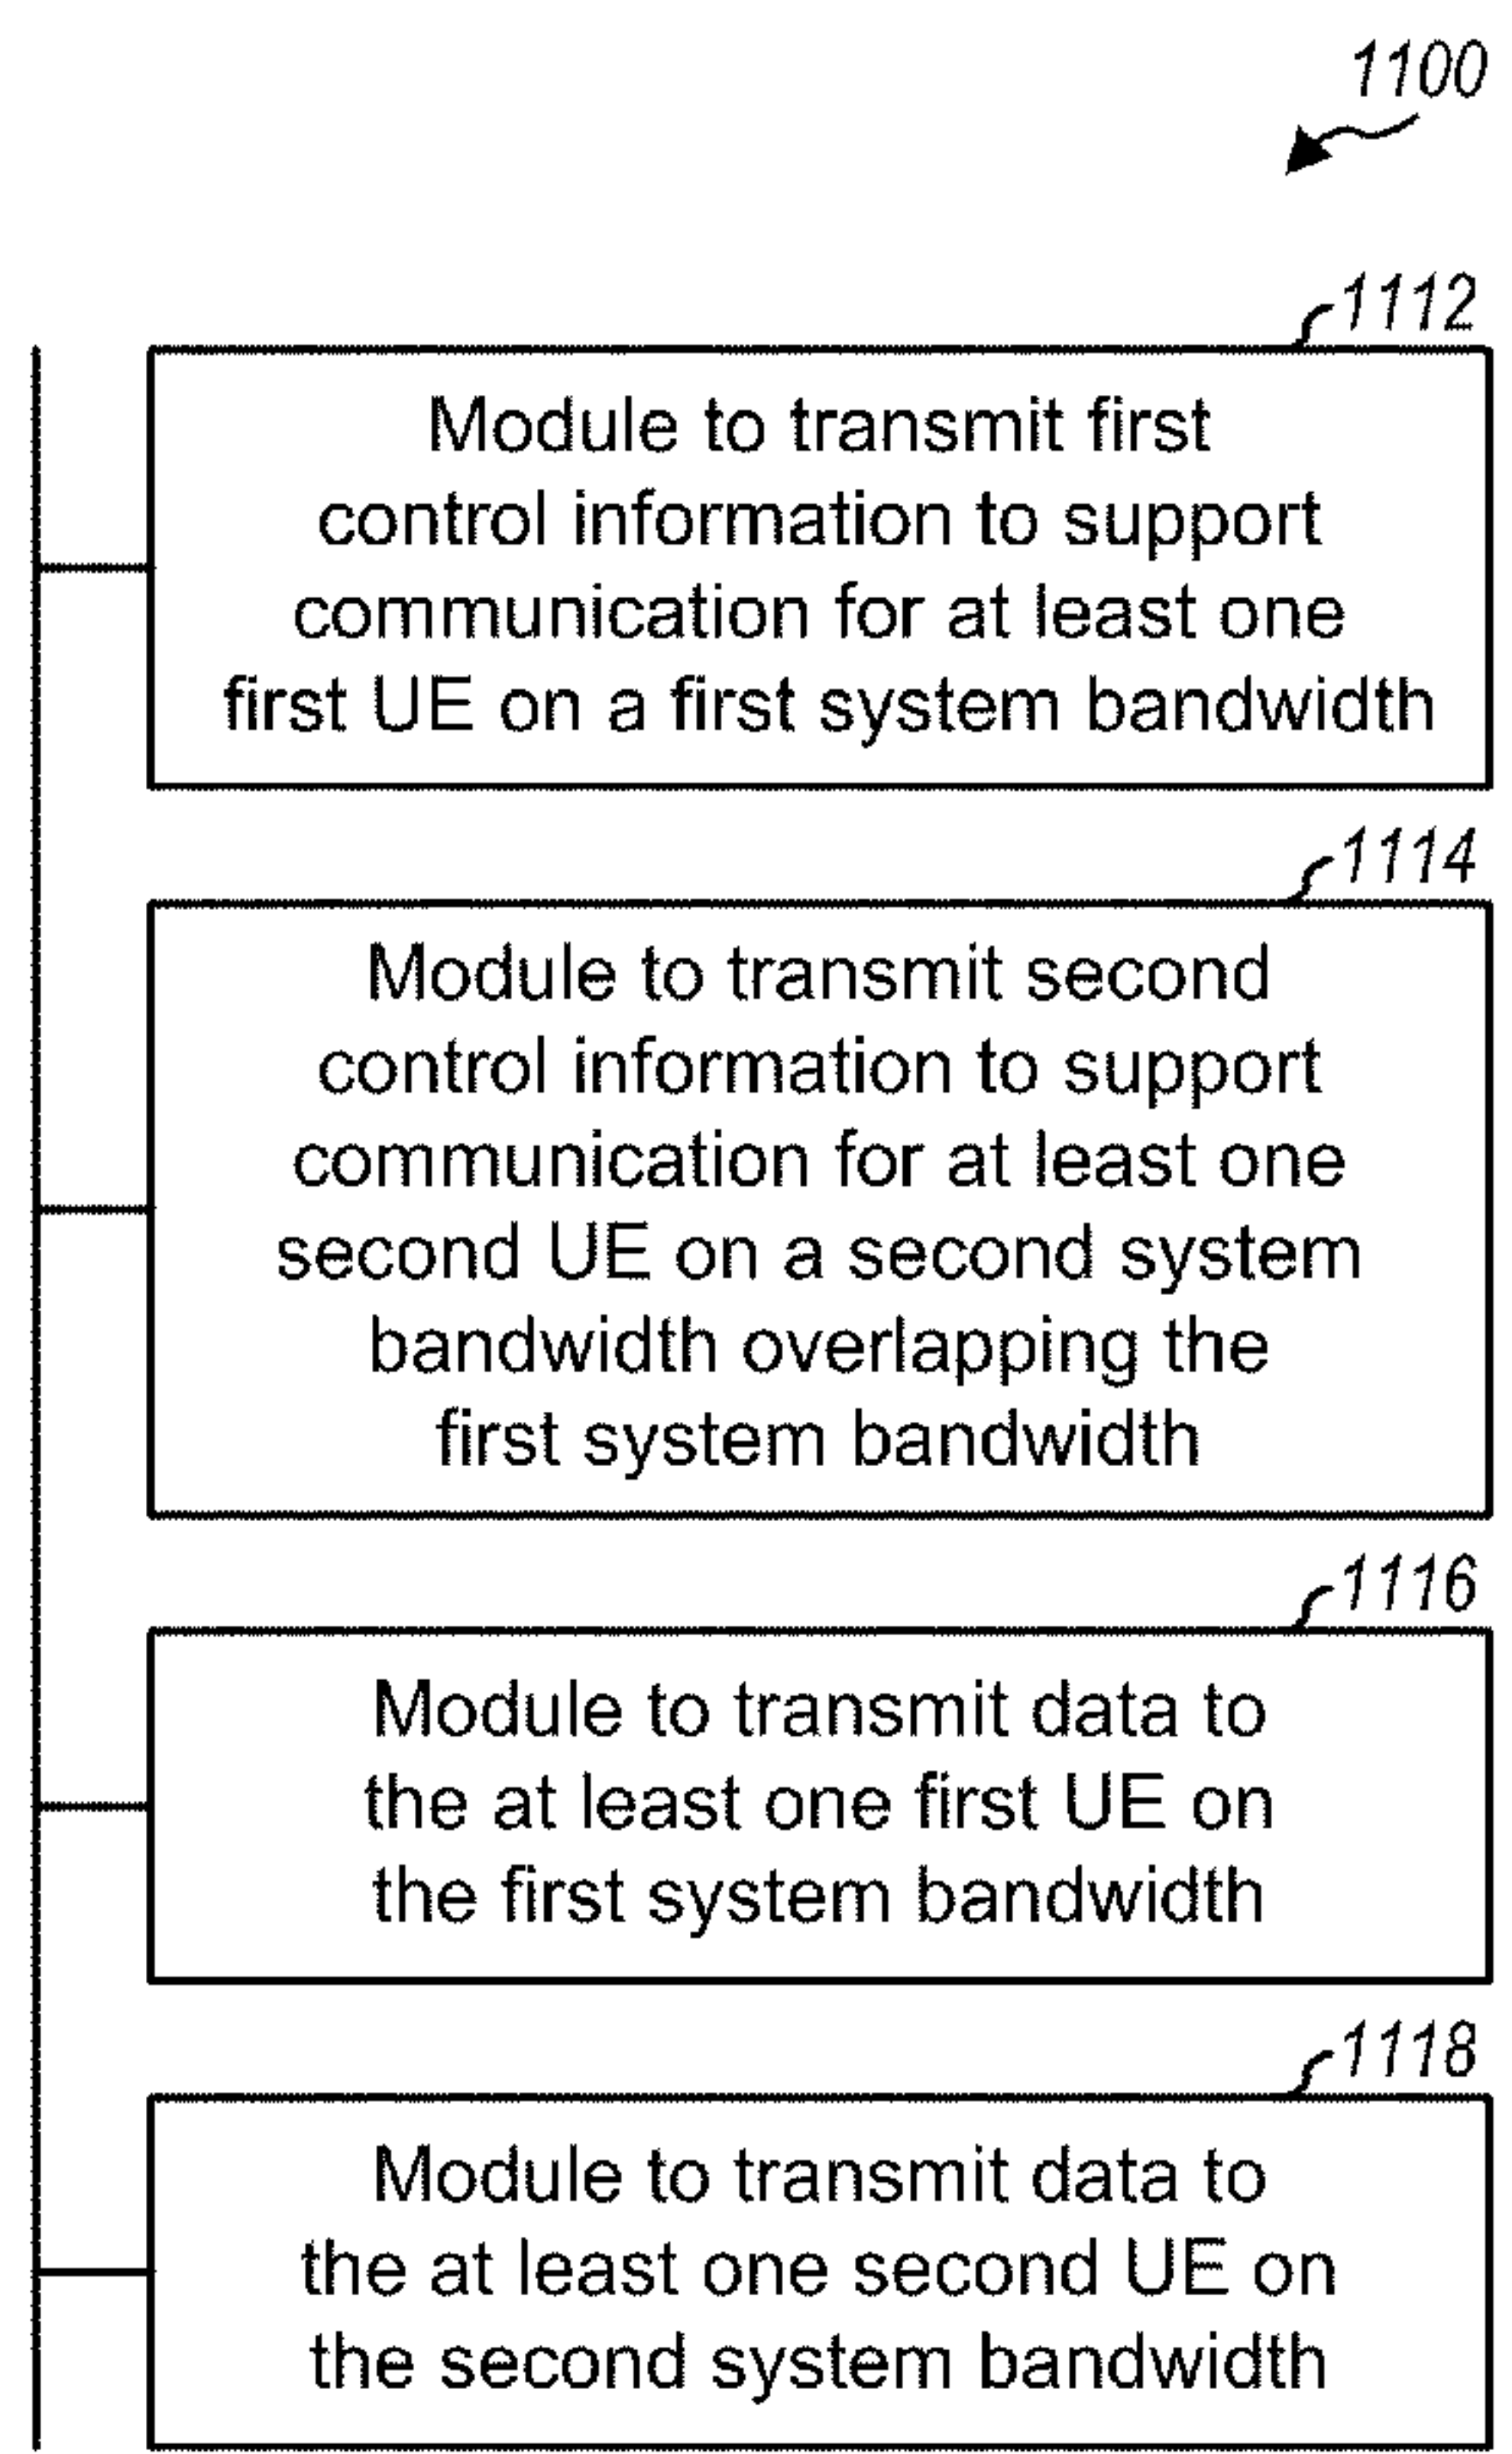 1100
1112
Module to transmit first
control information to support
communication for at least one
first UE on a first system bandwidth
1114
Module to transmit second
control information to support
communication for at least one
second UE on a second system
bandwidth overlapping the
first system bandwidth
1116
Module to transmit data to
the at least one first UE on
the first system bandwidth
1118
Module to transmit data to
the at least one second UE on
the second system bandwidth